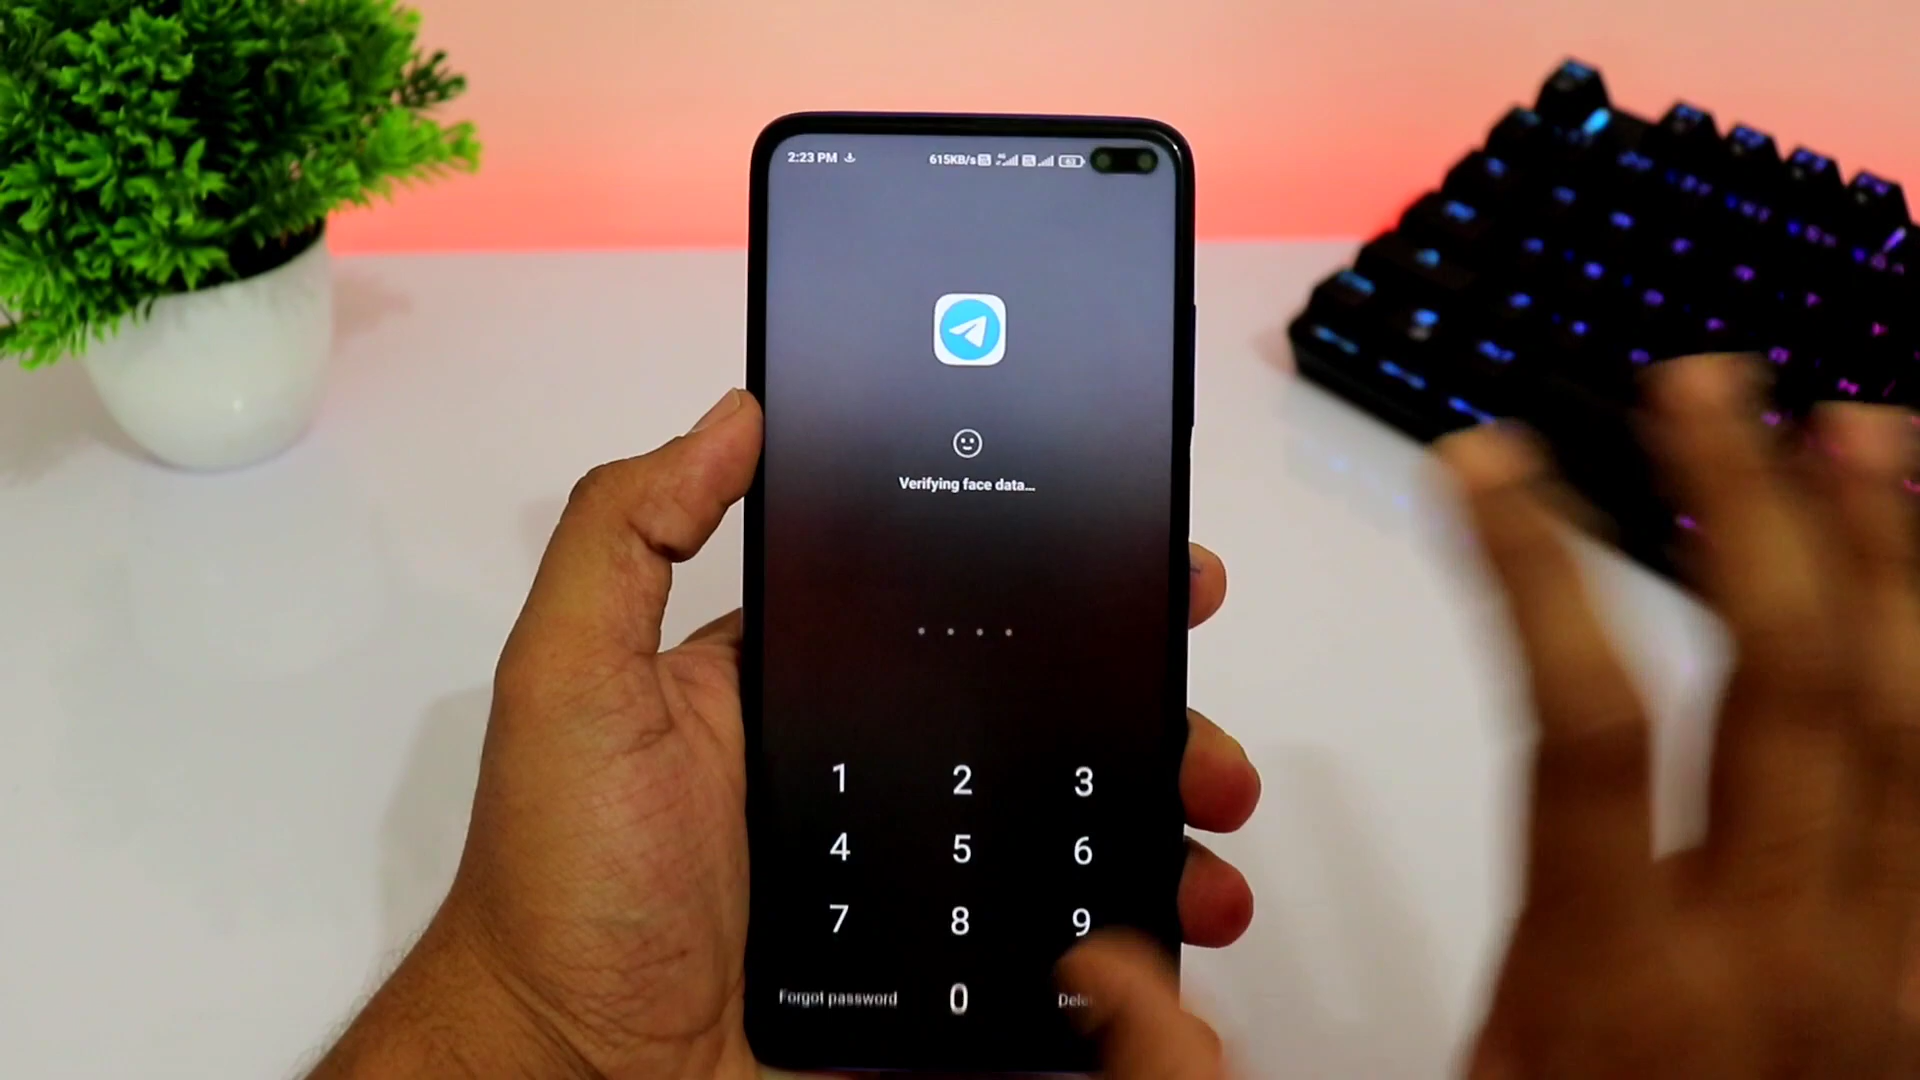 2:23 PM 615KB/s 63
Verifying face data...
1 2 3
4 5 6
7 8 9
Forgot password 0